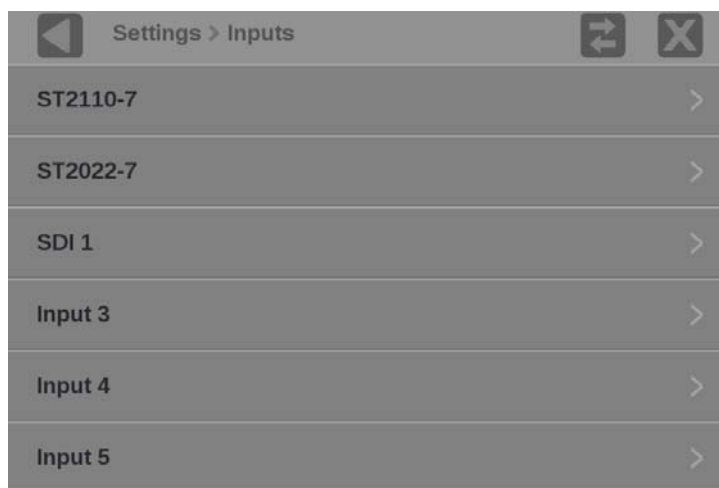 Settings > Inputs
ST2110-7
ST2022-7
SDI 1
Input 3
Input 4
Input 5